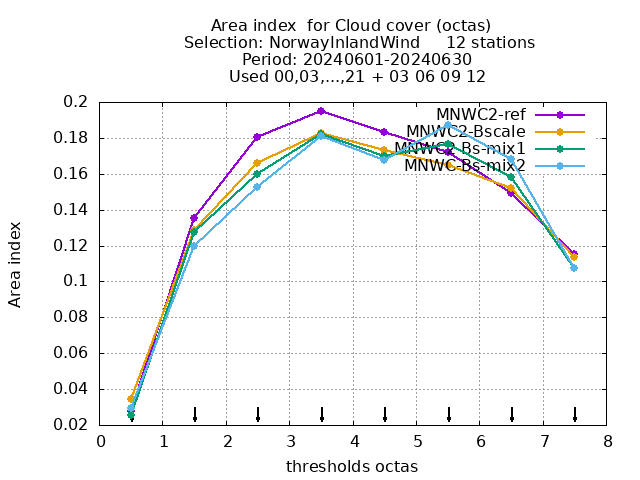 Area index  for Cloud cover (octas)
Selection: NorwayInlandWind     12 stations
Period: 20240601-20240630
Used 00,03,...,21 + 03 06 09 12
0.2
0.18
0.16
0.14
0.12
0.1
0.08
0.06
0.04
0.02
Area index
MNWC2-ref
MNWC2-Bscale
MNWC2-Bs-mix1
MNWC-Bs-mix2
0 1 2 3 4 5 6 7 8
thresholds octas